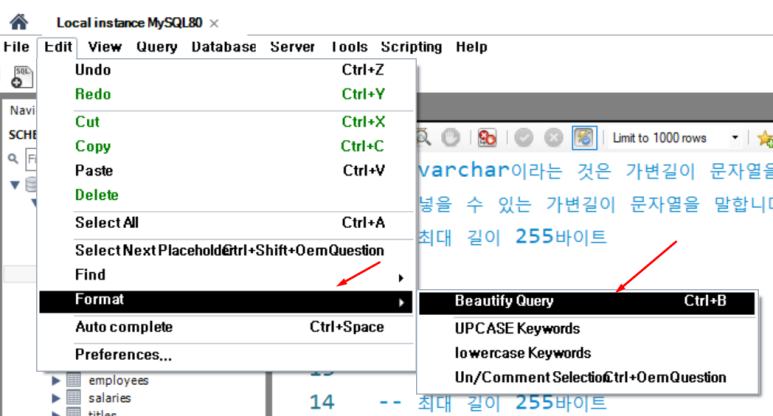 Local instance MySQL80 ×
File Edit View Query Database Server Tools Scripting Help
SQL
Undo Ctrl+Z
Redo Ctrl+Y
Navi
Cut Ctrl+X
SCHE
Copy Ctrl+C
Limit to 1000 rows
Paste Ctrl+V
varchar이라는 것은 가변길이 문자열을
Delete
넣을 수 있는 가변길이 문자열을 말합니다
Select All Ctrl+A
최대 길이 255바이트
Select Next Placeholder Ctrl+Shift+OemQuestion
Find
Format
Beautify Query Ctrl+B
Auto complete Ctrl+Space
UPCASE Keywords
Preferences...
lowercase Keywords
employees
Un/Comment Selection Ctrl+OemQuestion
salaries
14 -- 최대 길이 255바이트
titles